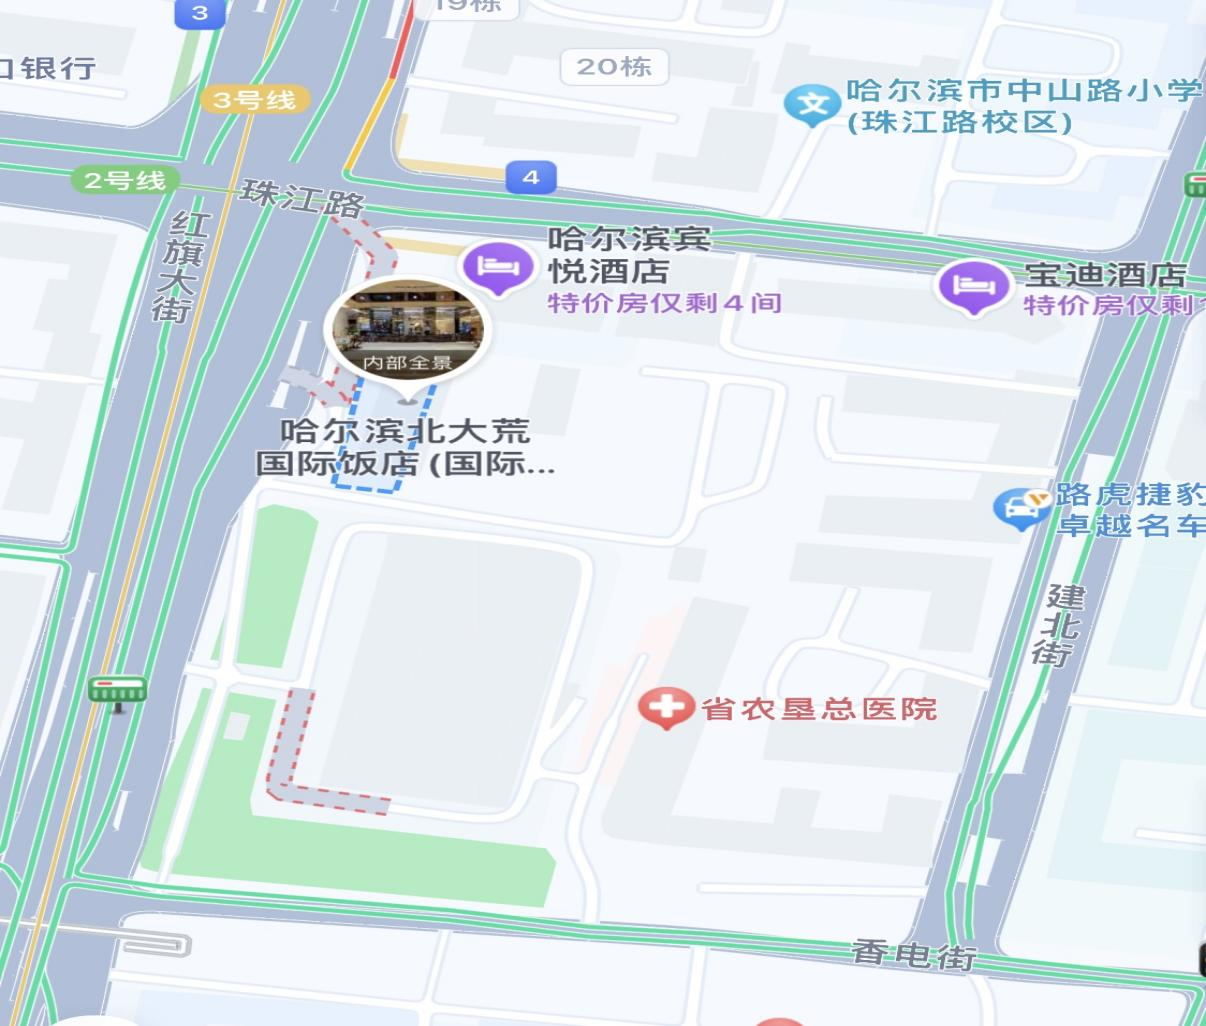 3
19栋
口银行
20栋
3号线
哈尔滨市中山路小学
(珠江路校区)
2号线
4
珠江路
红旗大街
哈尔滨宾
悦酒店
特价房仅剩4间
宝迪酒店
特价房仅剩
内部全景
哈尔滨北大荒
国际饭店(国际...
路虎捷豹
卓越名车
建北街
省农垦总医院
香电街